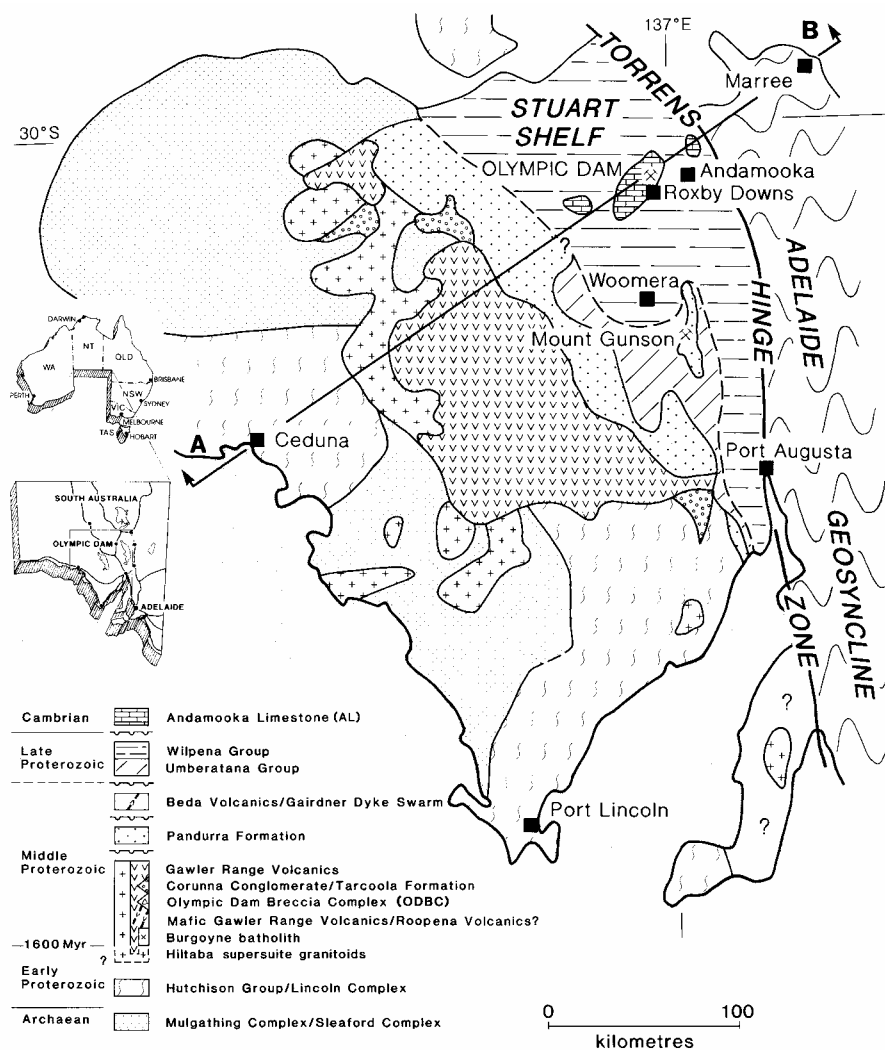 137°E
B
Marree
TORRENS
STUART
SHELF
30°S
OLYMPIC DAM
Andamooka
Roxby Downs
?
Woomera
HINGE
ADELAIDE
Mount Gunson
DARWIN
NT
QLD
WA
BRISBANE
NSW
PERTH
SYDNEY
VIC
MELBOURNE
TAS
HOBART
A
Ceduna
Port Augusta
SOUTH AUSTRALIA
OLYMPIC DAM
ADELAIDE
GEOSYNCLINE
ZONE
?
?
Port Lincoln
Cambrian
Andamooka Limestone (AL)
Late
Proterozoic
Wilpena Group
Umberatana Group
Beda Volcanics/Gairdner Dyke Swarm
Pandurra Formation
Middle
Proterozoic
Gawler Range Volcanics
Corunna Conglomerate/Tarcoola Formation
Olympic Dam Breccia Complex (ODBC)
Mafic Gawler Range Volcanics/Roopena Volcanics?
Burgoyne batholith
1600 Myr
?
Hiltaba supersuite granitoids
Early
Proterozoic
Hutchison Group/Lincoln Complex
Archaean
Mulgathing Complex/Sleaford Complex
0 100
kilometres